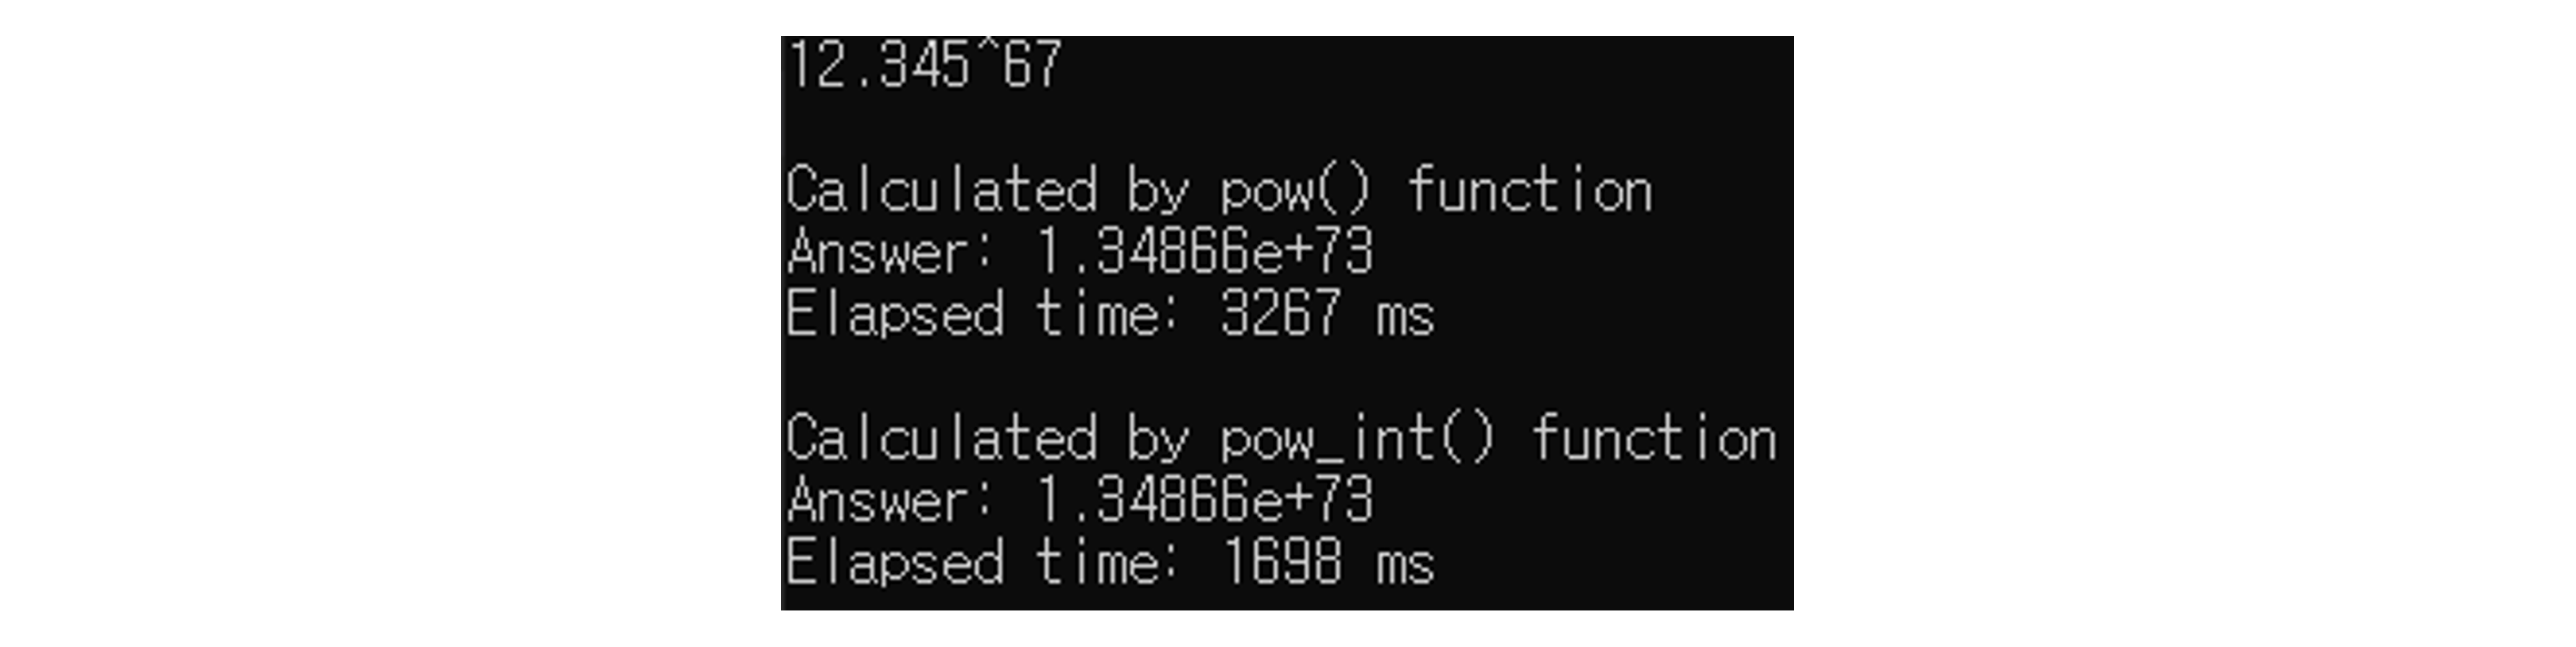 12.345^67
Calculated by pow() function
Answer: 1.34866e+73
Elapsed time: 3267 ms
Calculated by pow_int() function
Answer: 1.34866e+73
Elapsed time: 1698 ms